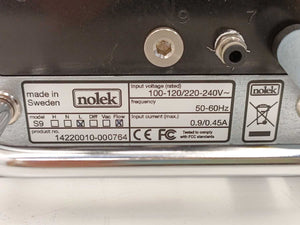 9 7
made in
Sweden
nolek
model H N L Diff Vac Flow
S9
product no.
14220010-000764
Input voltage (rated)
100-120/220-240V~
frequency
50-60Hz
Input current (max.)
0.9/0.45A
CE FC Tested to comply
with FCC standards
nolek